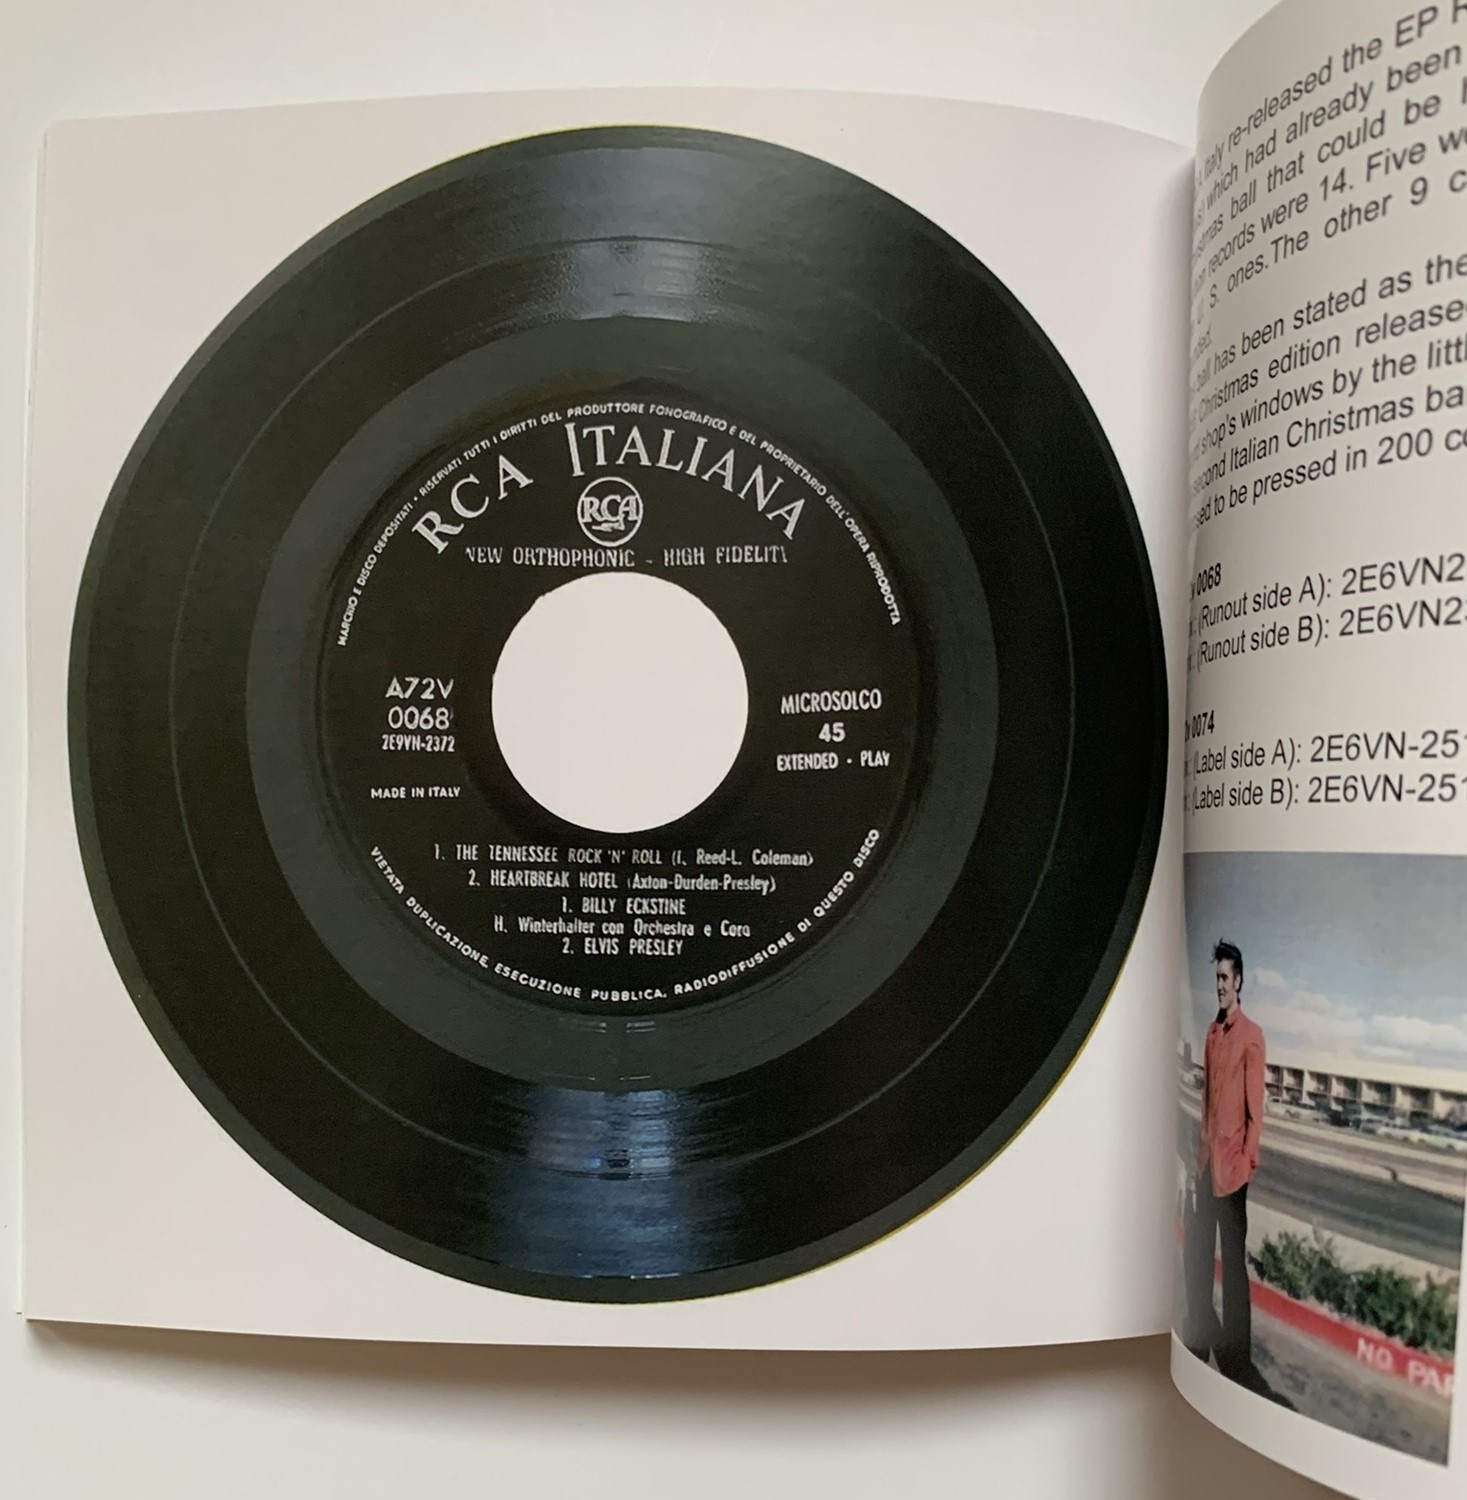 MARCHIO E DISCO DEPOSITATI • RISERVATI TUTTI I DIRITTI DEL PRODUTTORE FONOGRAFICO E DEL PROPRIETARIO DELL'OPERA RIPRODOTTA
RCA ITALIANA
RCA
NEW ORTHOPHONIC - HIGH FIDELITY
A72V
0068
2E9VN-2372
MADE IN ITALY
MICROSOLCO
45
EXTENDED • PLAY
1. THE TENNESSEE ROCK 'N' ROLL (I. Reed-L. Coleman)
2. HEARTBREAK HOTEL (Axton-Durden-Presley)
1. BILLY ECKSTINE
H. Winterhalter con Orchestra e Coro
2. ELVIS PRESLEY
VIETATA DUPLICAZIONE, ESECUZIONE PUBBLICA, RADIODIFFUSIONE DI QUESTO DISCO
Italy re-released the EP
which had already been
ball that could be
records were 14. Five
U. S. ones.The other 9
has been stated as the
Christmas edition
shop's windows by the
second Italian Christmas
to be pressed in 200
0068
(Runout side A): 2E6VN2
(Runout side B): 2E6VN2
0074
(Label side A): 2E6VN-251
(Label side B): 2E6VN-251
NO PAR